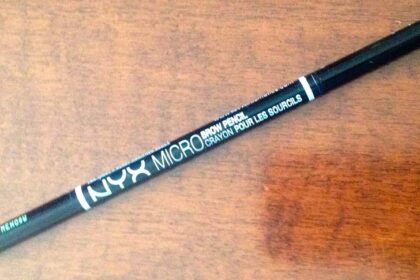 NYX MICRO BROW PENCIL
CRAYON POUR LES SOURCILS